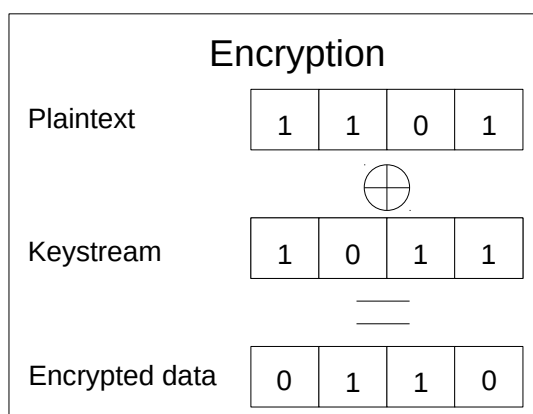 Encryption
Plaintext 1 1 0 1
Keystream 1 0 1 1
Encrypted data 0 1 1 0